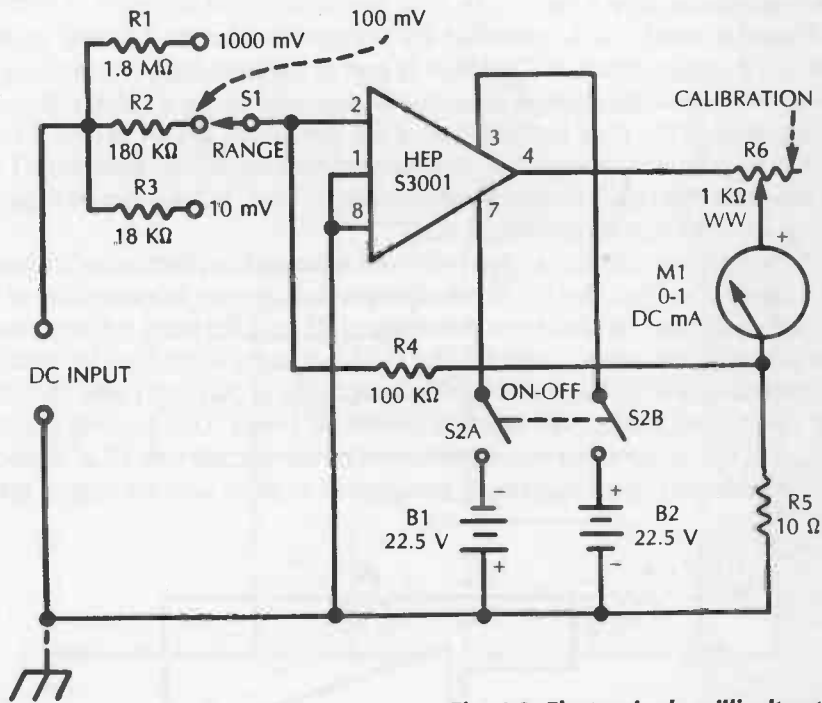 R1
1000 mV
1.8 MΩ
100 mV
R2
S1
180 KΩ
RANGE
R3
10 mV
18 KΩ
2
1
8
HEP
S3001
3
4
7
CALIBRATION
R6
1 KΩ
WW
+
M1
0-1
DC mA
DC INPUT
R4
100 KΩ
ON-OFF
S2A
S2B
−
B1
22.5 V
+
+
B2
22.5 V
−
R5
10 Ω